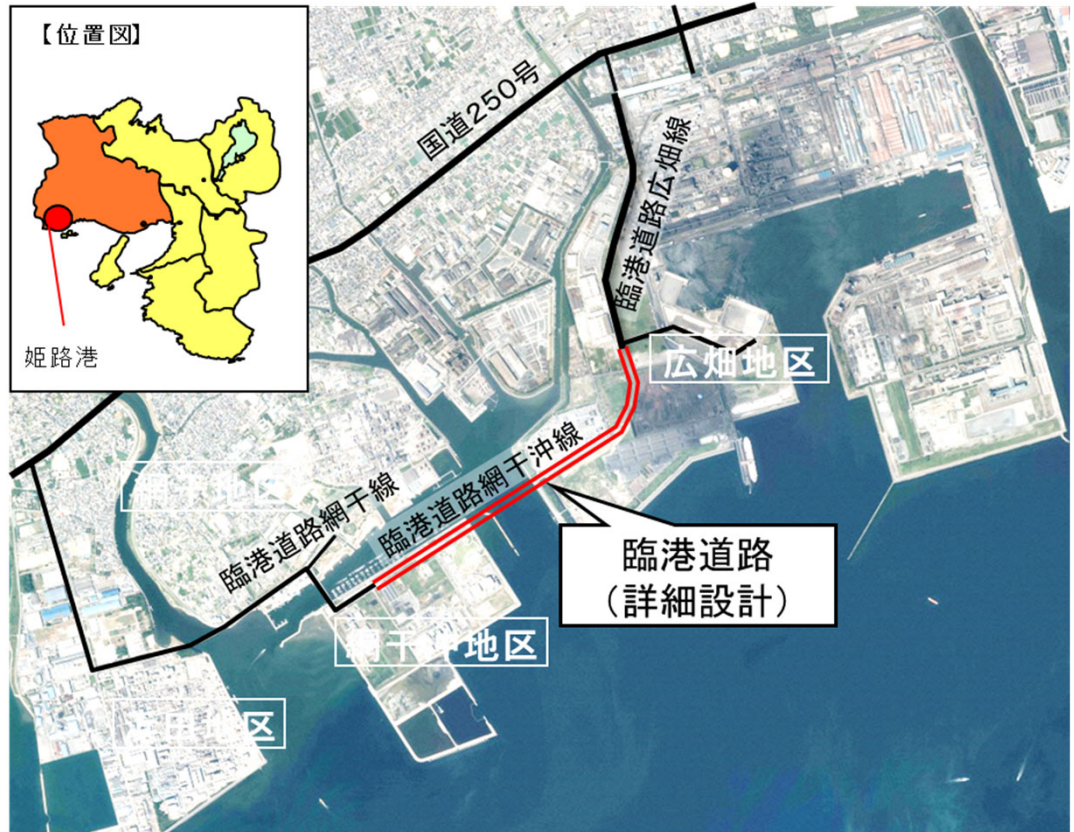 【位置図】
姫路港
国道250号
臨港道路広畑線
広畑地区
臨港道路網干沖線
臨港道路網干線
網干地区
臨港道路
（詳細設計）
網干沖地区
地区